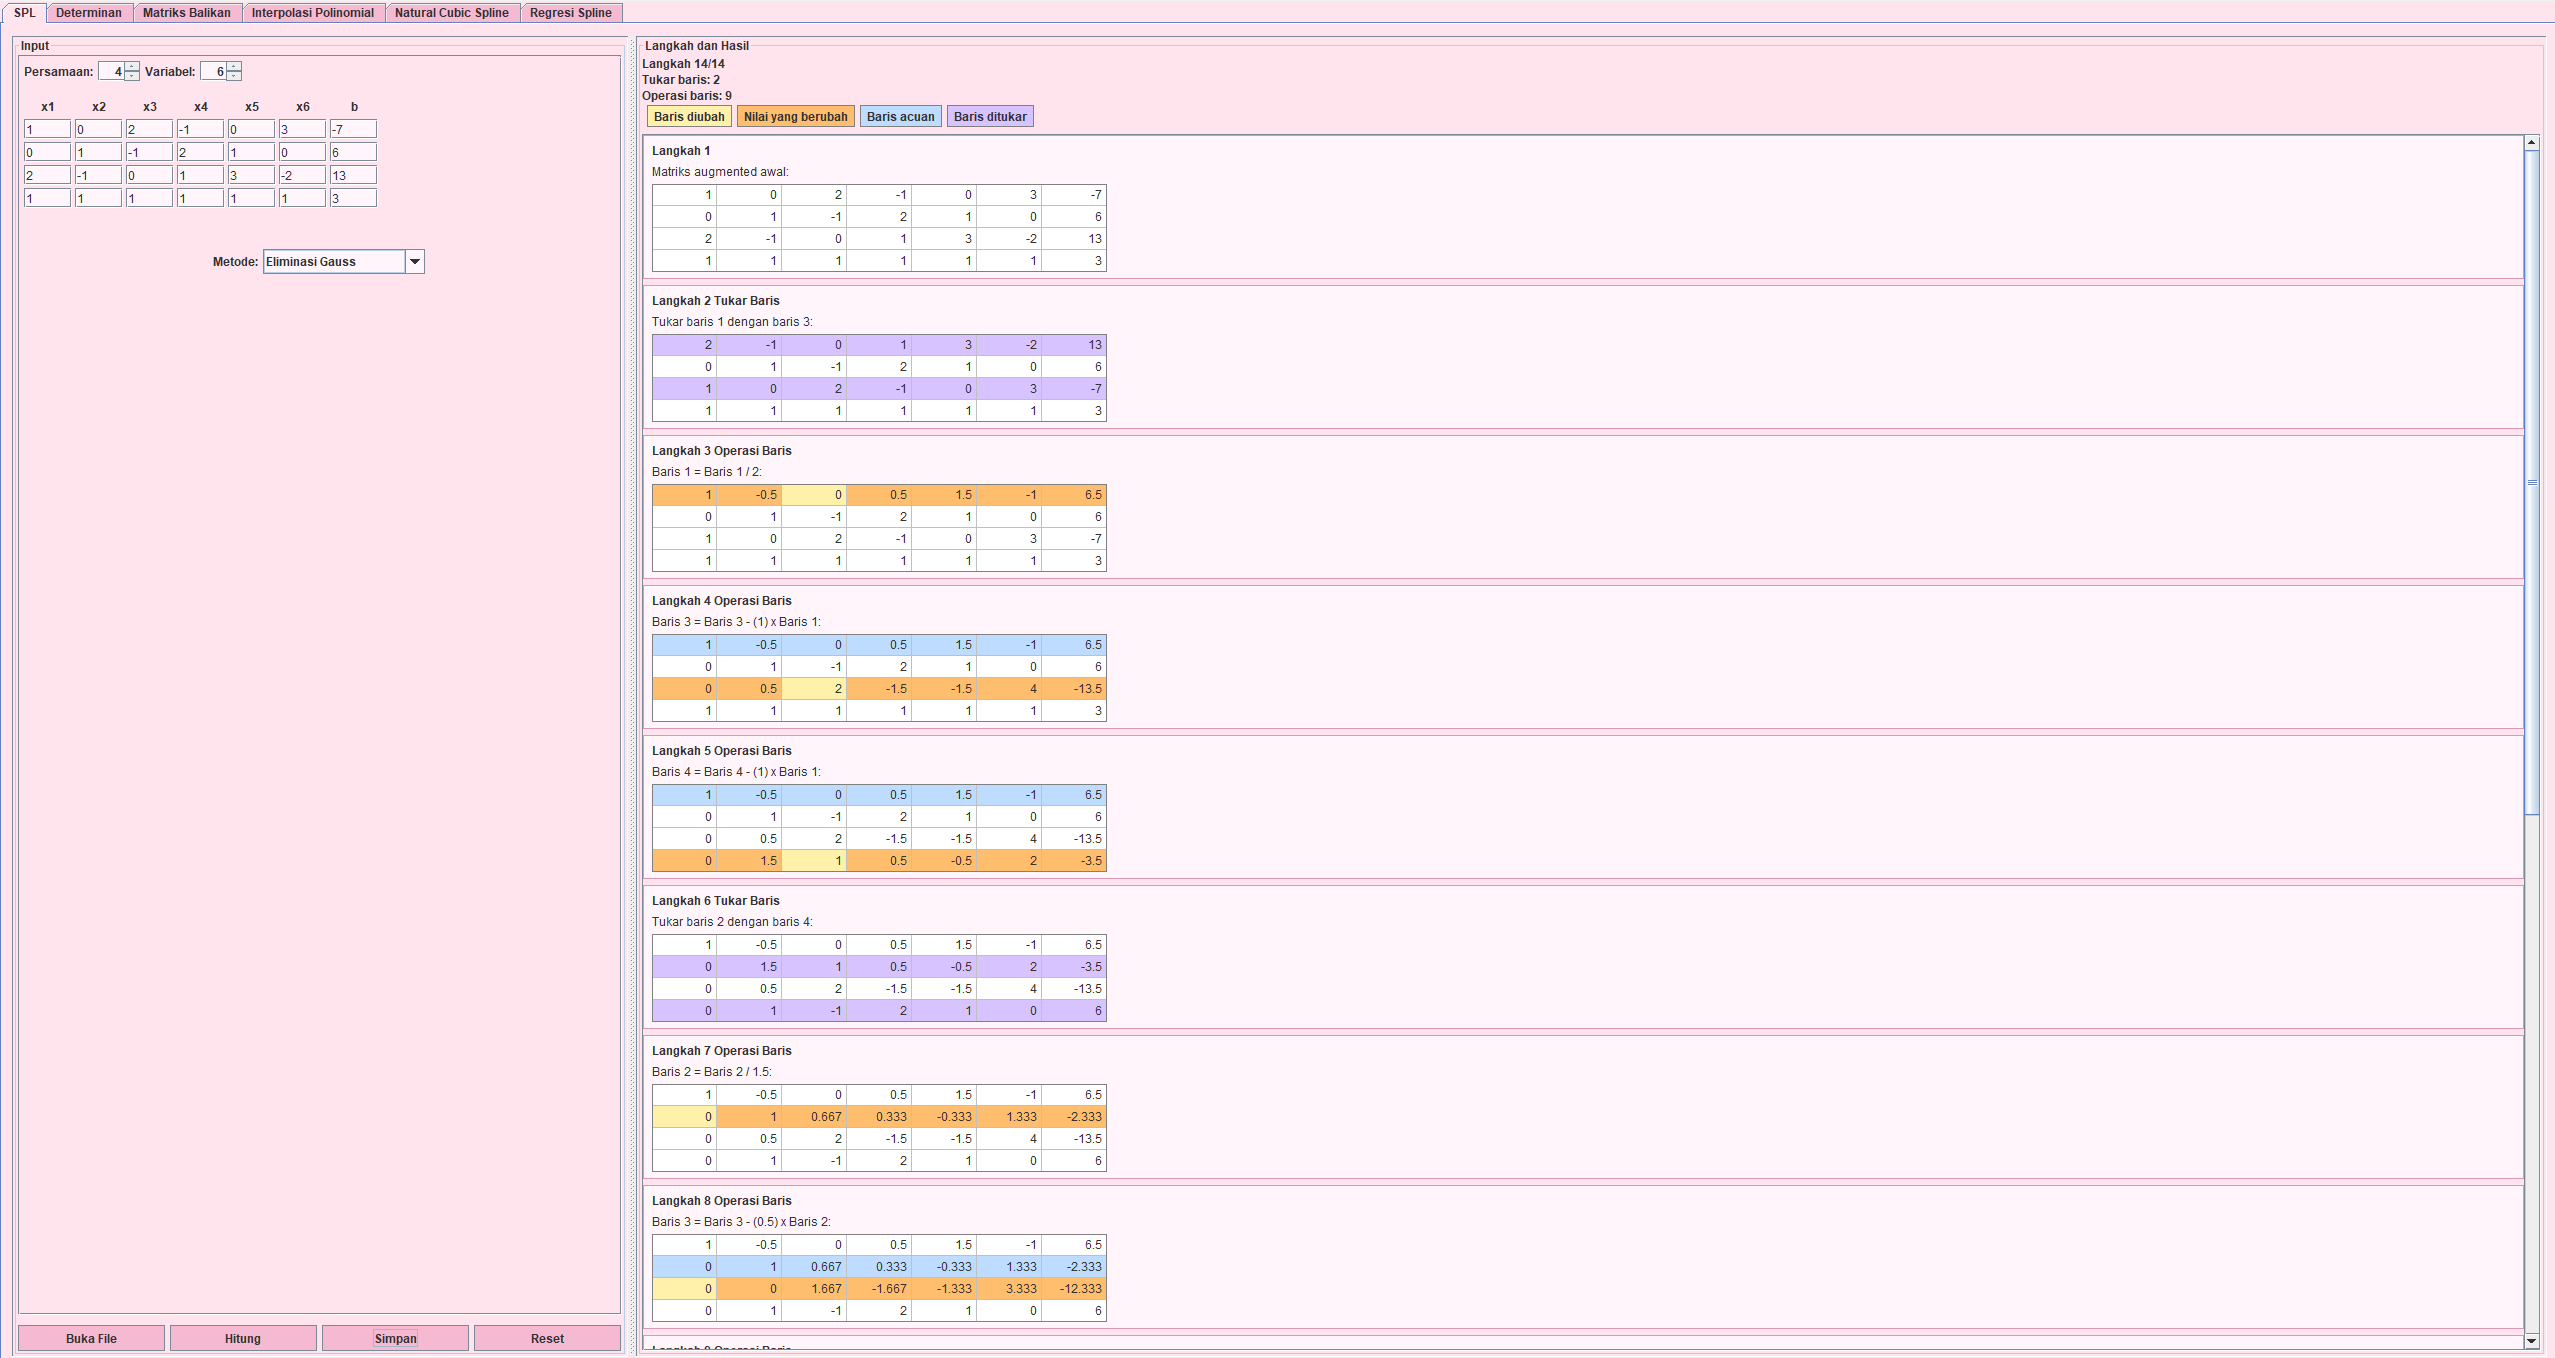 SPL Determinan Matriks Balikan Interpolasi Polinomial Natural Cubic Spline Regresi Spline
Input
Persamaan: 4 Variabel: 6
x1 x2 x3 x4 x5 x6 b
1 0 2 -1 0 3 -7
0 1 -1 2 1 0 6
2 -1 0 1 3 -2 13
1 1 1 1 1 1 3
Metode: Eliminasi Gauss
Buka File Hitung Simpan Reset
Langkah dan Hasil
Langkah 14/14
Tukar baris: 2
Operasi baris: 9
Baris diubah Nilai yang berubah Baris acuan Baris ditukar
Langkah 1
Matriks augmented awal:
1 0 2 -1 0 3 -7
0 1 -1 2 1 0 6
2 -1 0 1 3 -2 13
1 1 1 1 1 1 3
Langkah 2 Tukar Baris
Tukar baris 1 dengan baris 3:
2 -1 0 1 3 -2 13
0 1 -1 2 1 0 6
1 0 2 -1 0 3 -7
1 1 1 1 1 1 3
Langkah 3 Operasi Baris
Baris 1 = Baris 1 / 2:
1 -0.5 0 0.5 1.5 -1 6.5
0 1 -1 2 1 0 6
1 0 2 -1 0 3 -7
1 1 1 1 1 1 3
Langkah 4 Operasi Baris
Baris 3 = Baris 3 - (1) x Baris 1:
1 -0.5 0 0.5 1.5 -1 6.5
0 1 -1 2 1 0 6
0 0.5 2 -1.5 -1.5 4 -13.5
1 1 1 1 1 1 3
Langkah 5 Operasi Baris
Baris 4 = Baris 4 - (1) x Baris 1:
1 -0.5 0 0.5 1.5 -1 6.5
0 1 -1 2 1 0 6
0 0.5 2 -1.5 -1.5 4 -13.5
0 1.5 1 0.5 -0.5 2 -3.5
Langkah 6 Tukar Baris
Tukar baris 2 dengan baris 4:
1 -0.5 0 0.5 1.5 -1 6.5
0 1.5 1 0.5 -0.5 2 -3.5
0 0.5 2 -1.5 -1.5 4 -13.5
0 1 -1 2 1 0 6
Langkah 7 Operasi Baris
Baris 2 = Baris 2 / 1.5:
1 -0.5 0 0.5 1.5 -1 6.5
0 1 0.667 0.333 -0.333 1.333 -2.333
0 0.5 2 -1.5 -1.5 4 -13.5
0 1 -1 2 1 0 6
Langkah 8 Operasi Baris
Baris 3 = Baris 3 - (0.5) x Baris 2:
1 -0.5 0 0.5 1.5 -1 6.5
0 1 0.667 0.333 -0.333 1.333 -2.333
0 0 1.667 -1.667 -1.333 3.333 -12.333
0 1 -1 2 1 0 6
Langkah 9 Operasi Baris